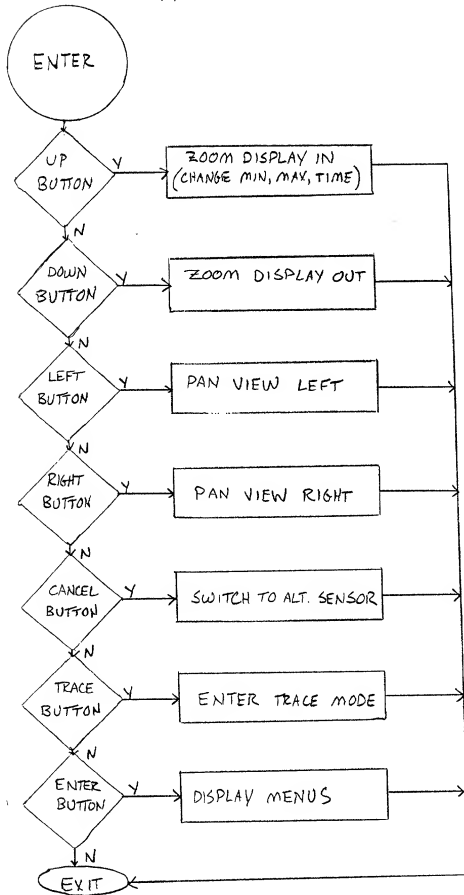 ENTER
UP
BUTTON
Y
ZOOM DISPLAY IN
(CHANGE MIN, MAX, TIME)
N
DOWN
BUTTON
Y
ZOOM DISPLAY OUT
N
LEFT
BUTTON
Y
PAN VIEW LEFT
N
RIGHT
BUTTON
Y
PAN VIEW RIGHT
N
CANCEL
BUTTON
Y
SWITCH TO ALT. SENSOR
N
TRACE
BUTTON
Y
ENTER TRACE MODE
N
ENTER
BUTTON
Y
DISPLAY MENUS
N
EXIT